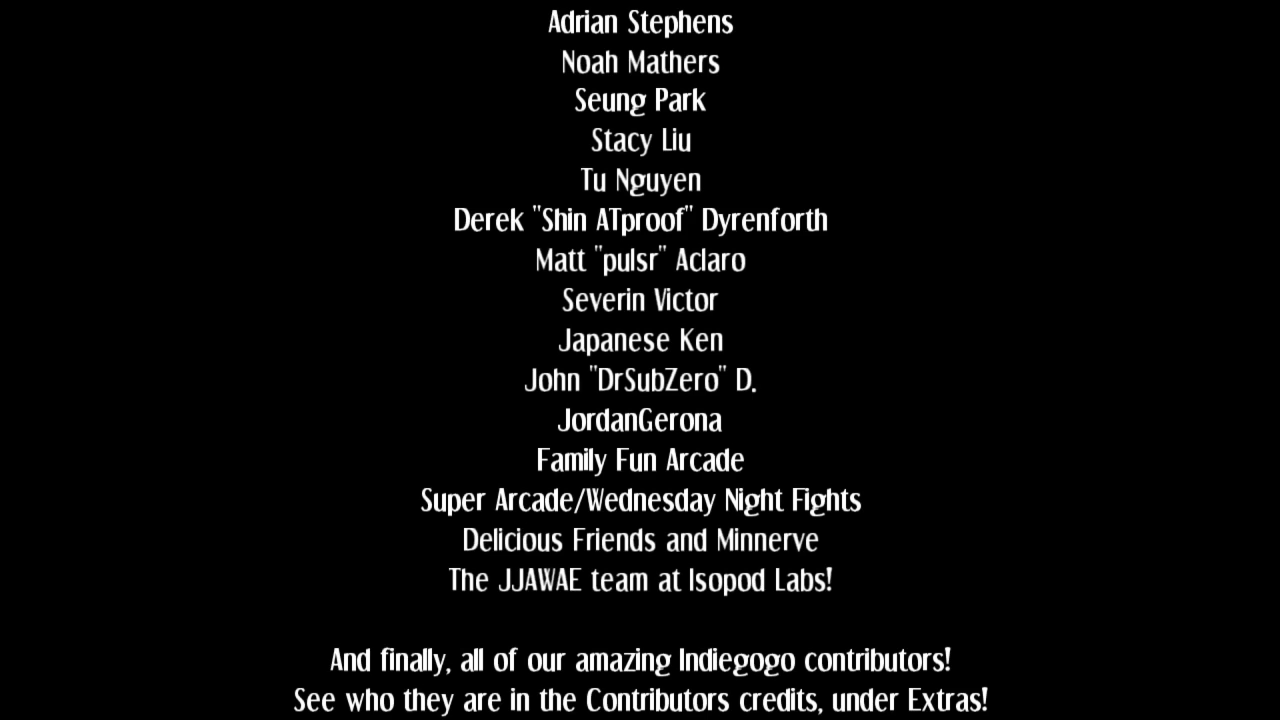 Adrian Stephens
Noah Mathers
Seung Park
Stacy Liu
Tu Nguyen
Derek "Shin ATproof" Dyrenforth
Matt "pulsr" Aclaro
Severin Victor
Japanese Ken
John "DrSubZero" D.
JordanGerona
Family Fun Arcade
Super Arcade/Wednesday Night Fights
Delicious Friends and Minnerve
The JJAWAE team at Isopod Labs!
And finally, all of our amazing Indiegogo contributors!
See who they are in the Contributors credits, under Extras!